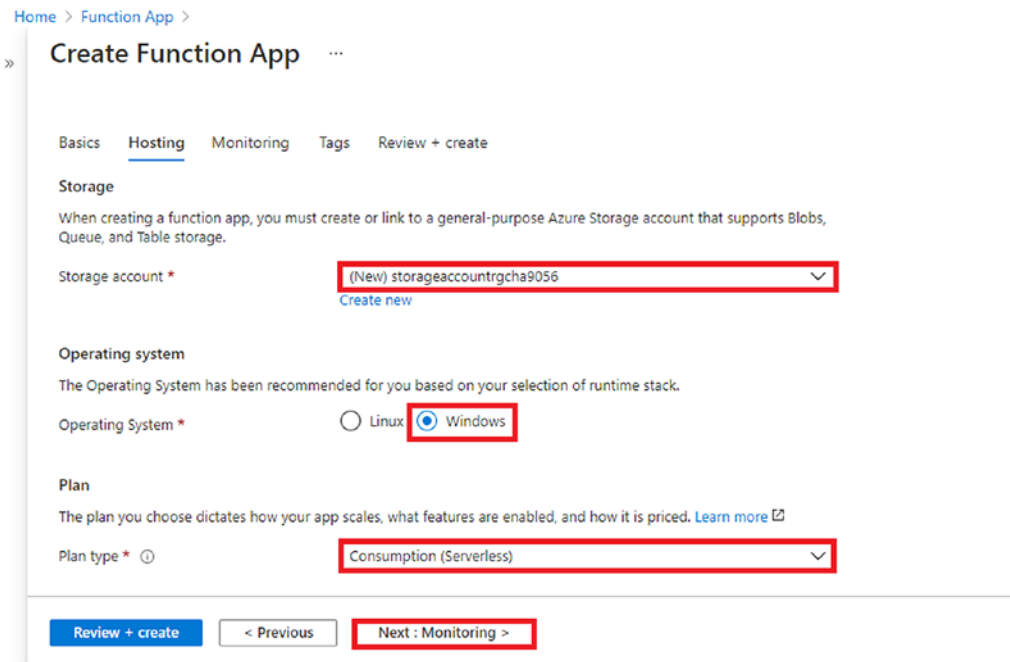 Home > Function App >
»
Create Function App ...
Basics Hosting Monitoring Tags Review + create
Storage
When creating a function app, you must create or link to a general-purpose Azure Storage account that supports Blobs,
Queue, and Table storage.
Storage account * (New) storageaccountrgcha9056
Create new
Operating system
The Operating System has been recommended for you based on your selection of runtime stack.
Operating System * Linux Windows
Plan
The plan you choose dictates how your app scales, what features are enabled, and how it is priced. Learn more
Plan type * Consumption (Serverless)
Review + create < Previous Next : Monitoring >